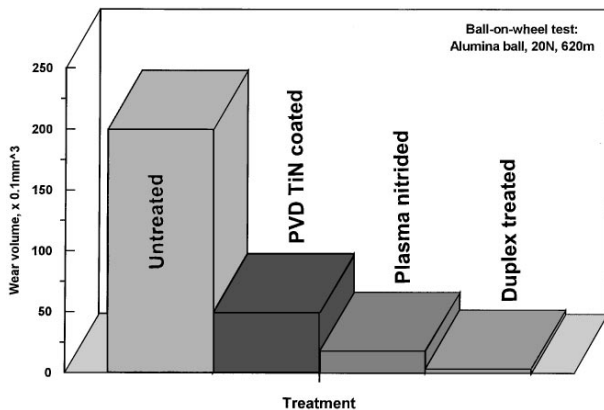 Ball-on-wheel test:
Alumina ball, 20N, 620m
250
200
150
100
50
0
Wear volume, x 0.1mm^3
Untreated
PVD TiN coated
Plasma nitrided
Duplex treated
Treatment